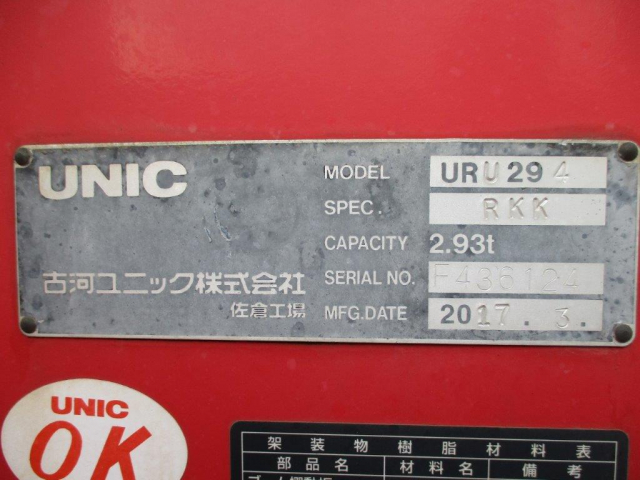 UNIC
MODEL URU294
SPEC. RKK
CAPACITY 2.93t
古河ユニック株式会社
SERIAL NO. F436124
佐倉工場
MFG.DATE 2017.3.
UNIC
OK
架装物樹脂材料表
部品名 材料名 備考